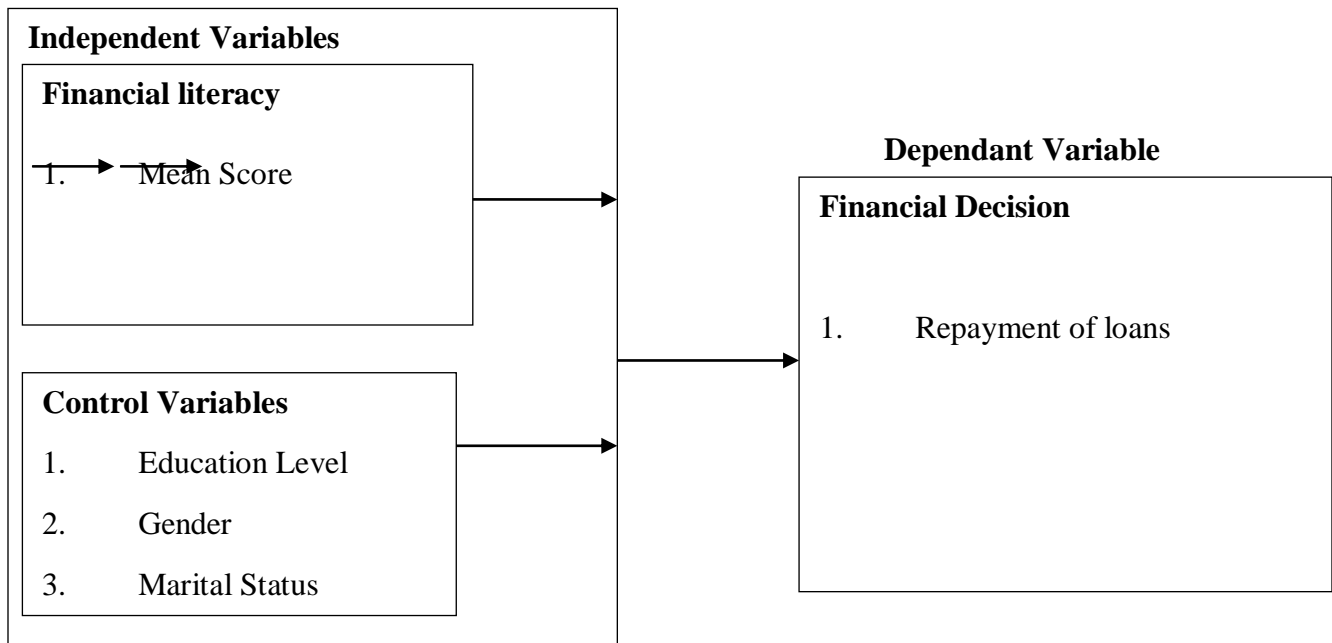 Independent Variables
Financial literacy
1. Mean Score
Control Variables
1. Education Level
2. Gender
3. Marital Status
Dependant Variable
Financial Decision
1. Repayment of loans